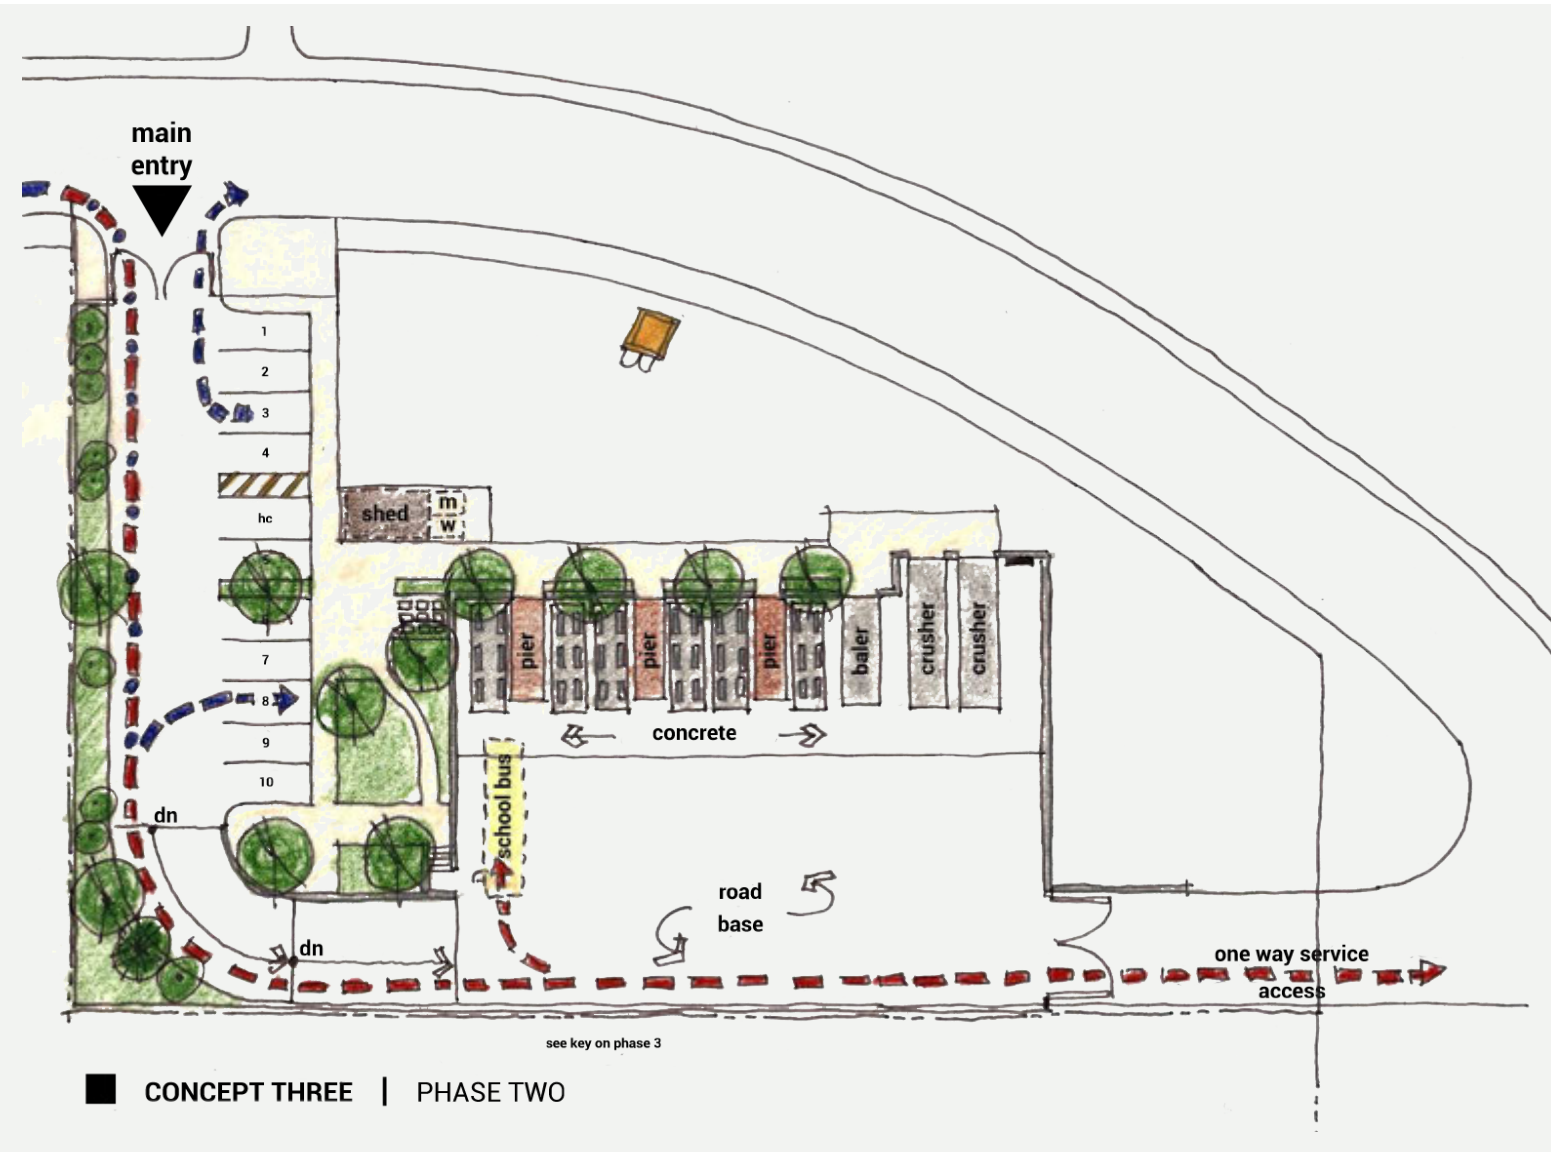 main
entry
1
2
3
4
hc
7
8
9
10
shed
m
w
pier
pier
pier
baler
crusher
crusher
concrete
school bus
dn
dn
road
base
one way service
access
see key on phase 3
CONCEPT THREE | PHASE TWO